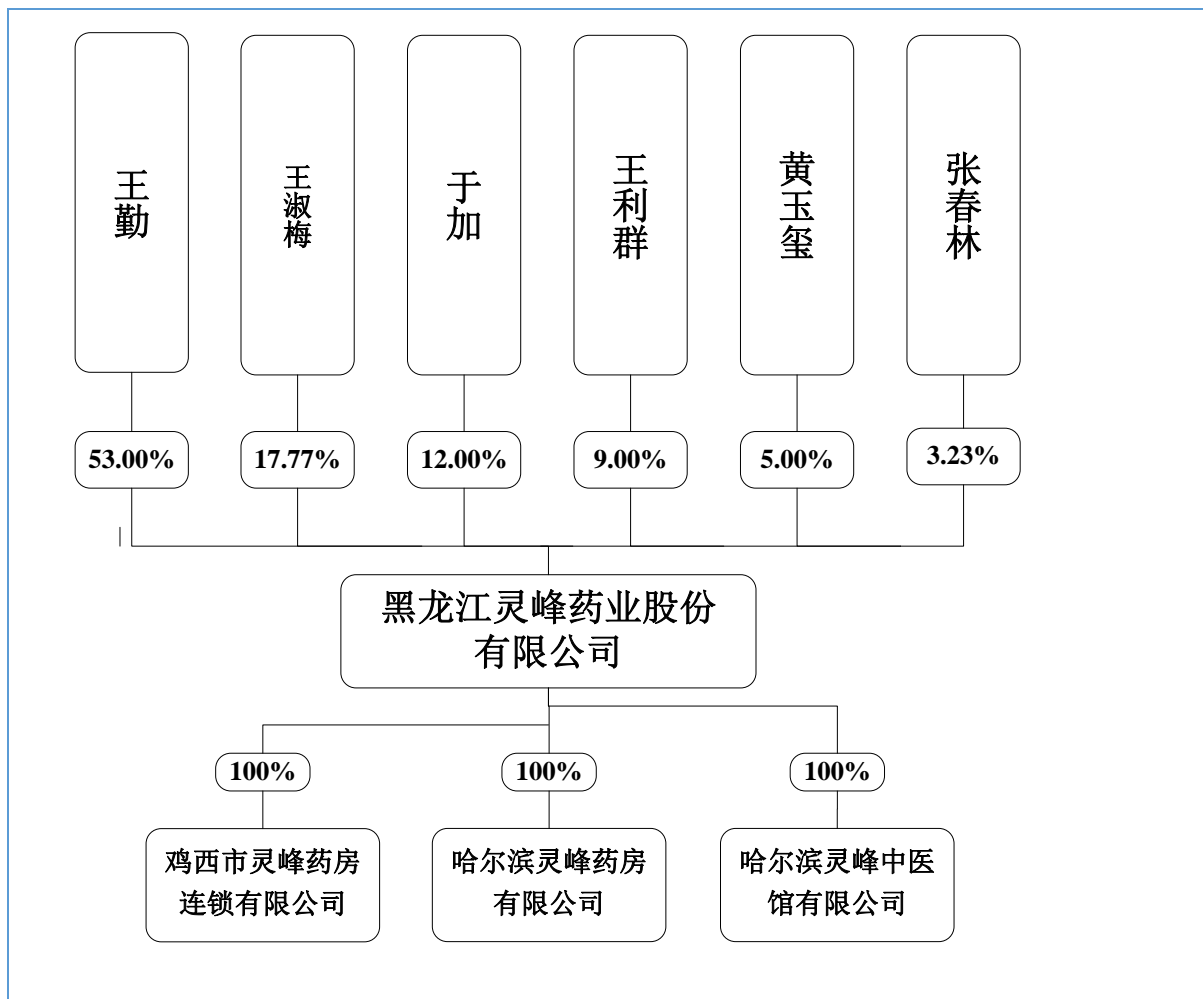 王勤
王淑梅
于加
王利群
黄玉玺
张春林
53.00%
17.77%
12.00%
9.00%
5.00%
3.23%
黑龙江灵峰药业股份
有限公司
100%
100%
100%
鸡西市灵峰药房
连锁有限公司
哈尔滨灵峰药房
有限公司
哈尔滨灵峰中医
馆有限公司